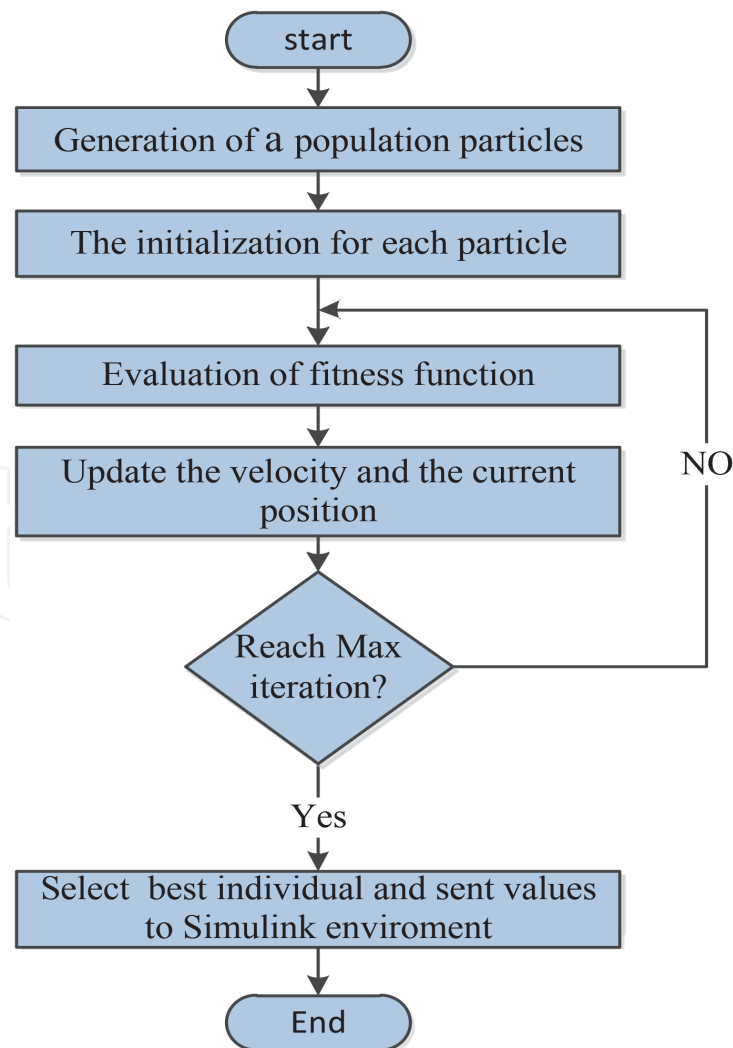 start
Generation of a population particles
The initialization for each particle
Evaluation of fitness function
Update the velocity and the current
position
NO
Reach Max
iteration?
Yes
Select best individual and sent values
to Simulink enviroment
End